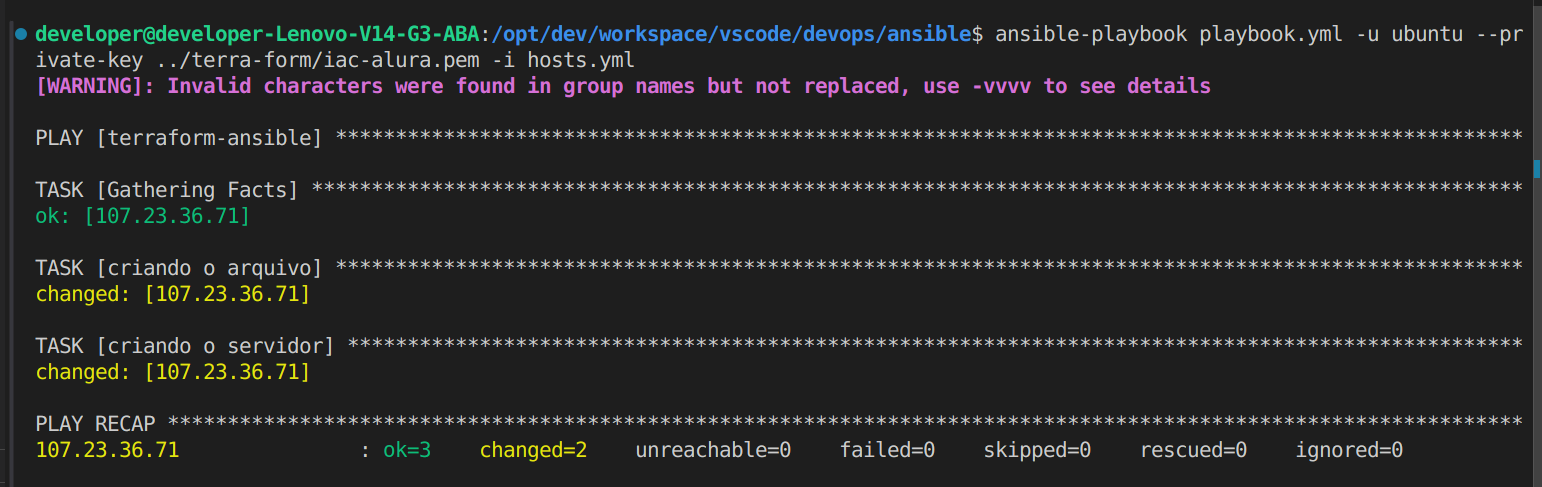 developer@developer-Lenovo-V14-G3-ABA:/opt/dev/workspace/vscode/devops/ansible$ ansible-playbook playbook.yml -u ubuntu --pr
ivate-key ../terra-form/iac-alura.pem -i hosts.yml
[WARNING]: Invalid characters were found in group names but not replaced, use -vvvv to see details
PLAY [terraform-ansible] ***************************************************************************************************
TASK [Gathering Facts] *****************************************************************************************************
ok: [107.23.36.71]
TASK [criando o arquivo] ***************************************************************************************************
changed: [107.23.36.71]
TASK [criando o servidor] **************************************************************************************************
changed: [107.23.36.71]
PLAY RECAP *****************************************************************************************************************
107.23.36.71               : ok=3    changed=2    unreachable=0    failed=0    skipped=0    rescued=0    ignored=0